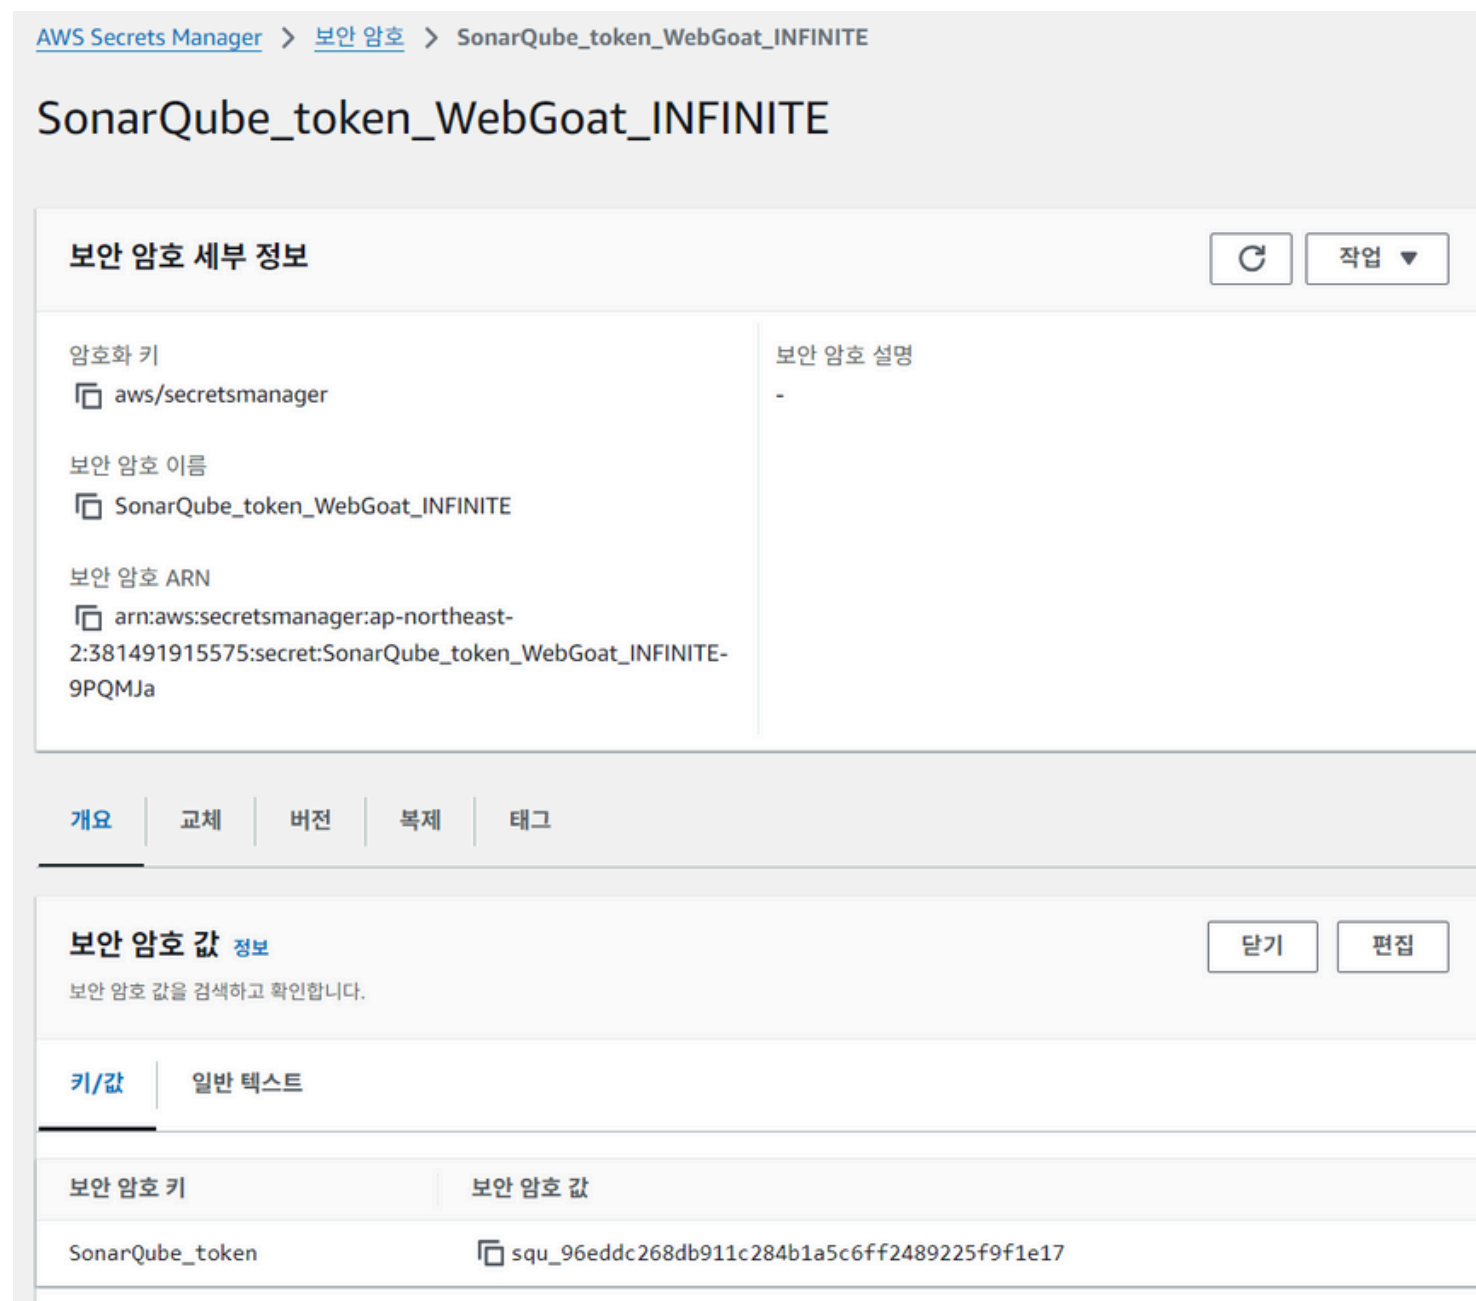 AWS Secrets Manager > 보안 암호 > SonarQube_token_WebGoat_INFINITE
SonarQube_token_WebGoat_INFINITE
보안 암호 세부 정보
작업
암호화 키
aws/secretsmanager
보안 암호 설명
-
보안 암호 이름
SonarQube_token_WebGoat_INFINITE
보안 암호 ARN
arn:aws:secretsmanager:ap-northeast-
2:381491915575:secret:SonarQube_token_WebGoat_INFINITE-
9PQMJa
개요 교체 버전 복제 태그
보안 암호 값 정보
닫기 편집
보안 암호 값을 검색하고 확인합니다.
키/값 일반 텍스트
보안 암호 키 보안 암호 값
SonarQube_token squ_96eddc268db911c284b1a5c6ff2489225f9f1e17